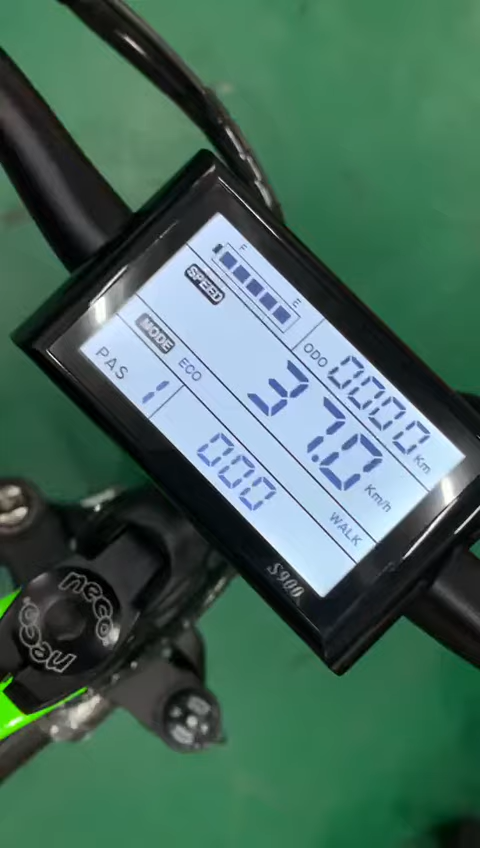 F E
SPEED
ODO 0000 Km
37.0 Km/h
MODE ECO
PAS 1
000
WALK
S900
neco
neco